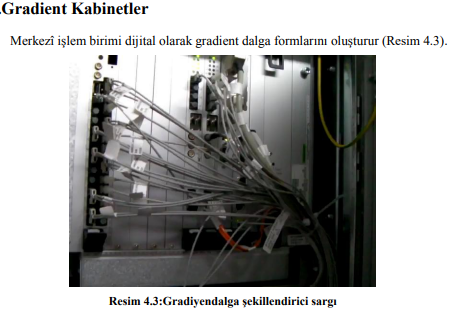 .Gradient Kabinetler
Merkezî işlem birimi dijital olarak gradient dalga formlarını oluşturur (Resim 4.3).
Resim 4.3:Gradiyendalga şekillendirici sargı